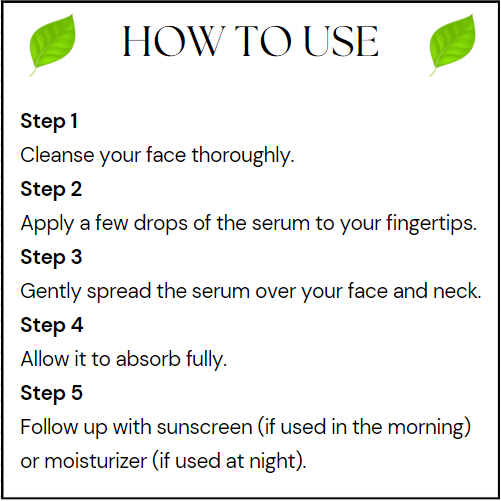 HOW TO USE
Step 1
Cleanse your face thoroughly.
Step 2
Apply a few drops of the serum to your fingertips.
Step 3
Gently spread the serum over your face and neck.
Step 4
Allow it to absorb fully.
Step 5
Follow up with sunscreen (if used in the morning)
or moisturizer (if used at night).